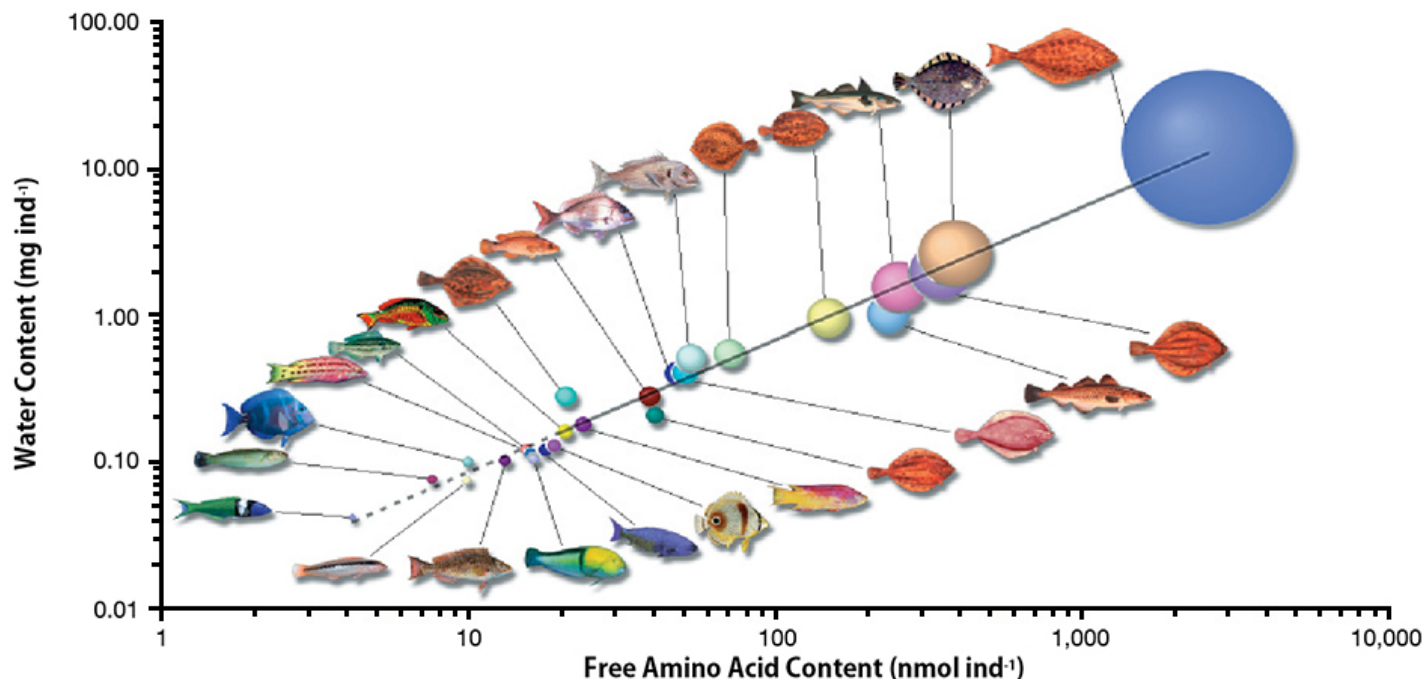 100.00
10.00
1.00
0.10
0.01
Water Content (mg ind⁻¹)
1 10 100 1,000 10,000
Free Amino Acid Content (nmol ind⁻¹)